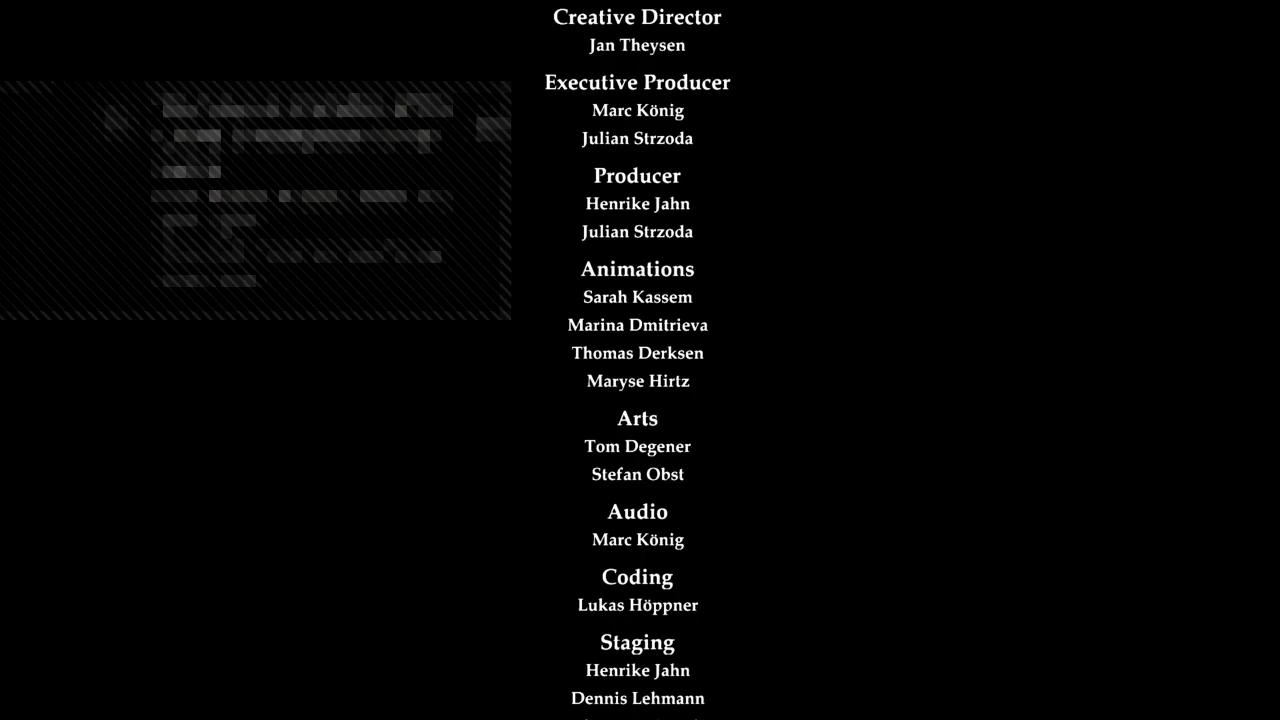 Creative Director
Jan Theysen
Executive Producer
Marc König
Julian Strzoda
Producer
Henrike Jahn
Julian Strzoda
Animations
Sarah Kassem
Marina Dmitrieva
Thomas Derksen
Maryse Hirtz
Arts
Tom Degener
Stefan Obst
Audio
Marc König
Coding
Lukas Höppner
Staging
Henrike Jahn
Dennis Lehmann